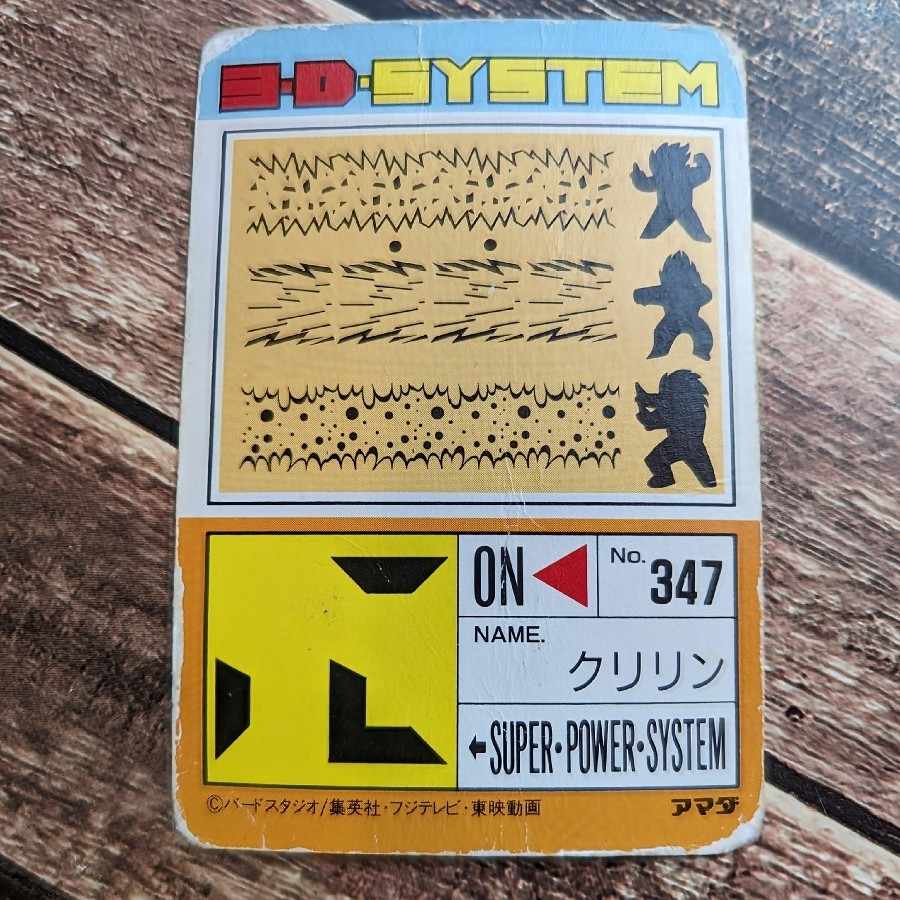 3·D·SYSTEM
ON
No. 347
NAME.
クリリン
←SUPER·POWER·SYSTEM
©バードスタジオ/集英社・フジテレビ・東映動画
アマダ